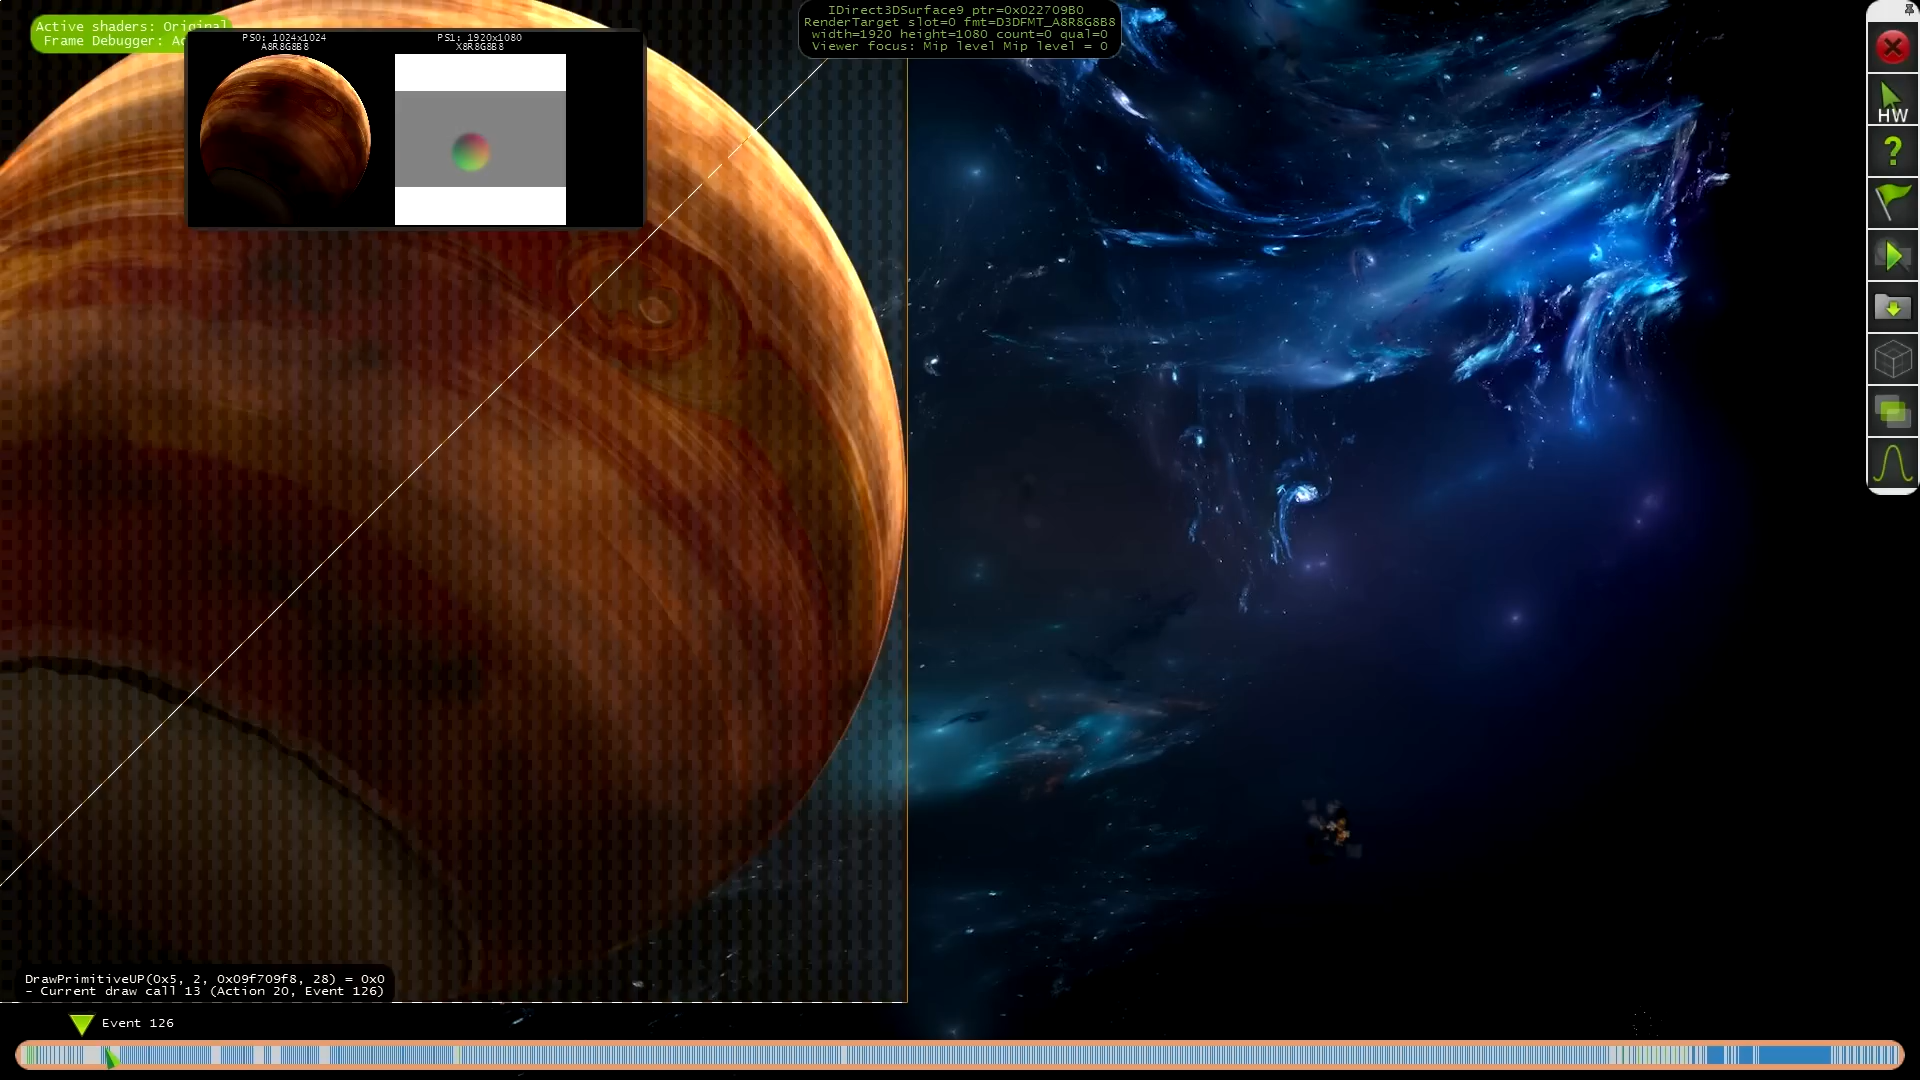 Active shaders: Original
Frame Debugger: Ac
PS0: 1024x1024
A8R8G8B8
PS1: 1920x1080
X8R8G8B8
IDirect3DSurface9 ptr=0x022709B0
RenderTarget slot=0 fmt=D3DFMT_A8R8G8B8
width=1920 height=1080 count=0 qual=0
Viewer focus: Mip level Mip level = 0
HW
?
DrawPrimitiveUP(0x5, 2, 0x09f709f8, 28) = 0x0
- Current draw call 13 (Action 20, Event 126)
Event 126